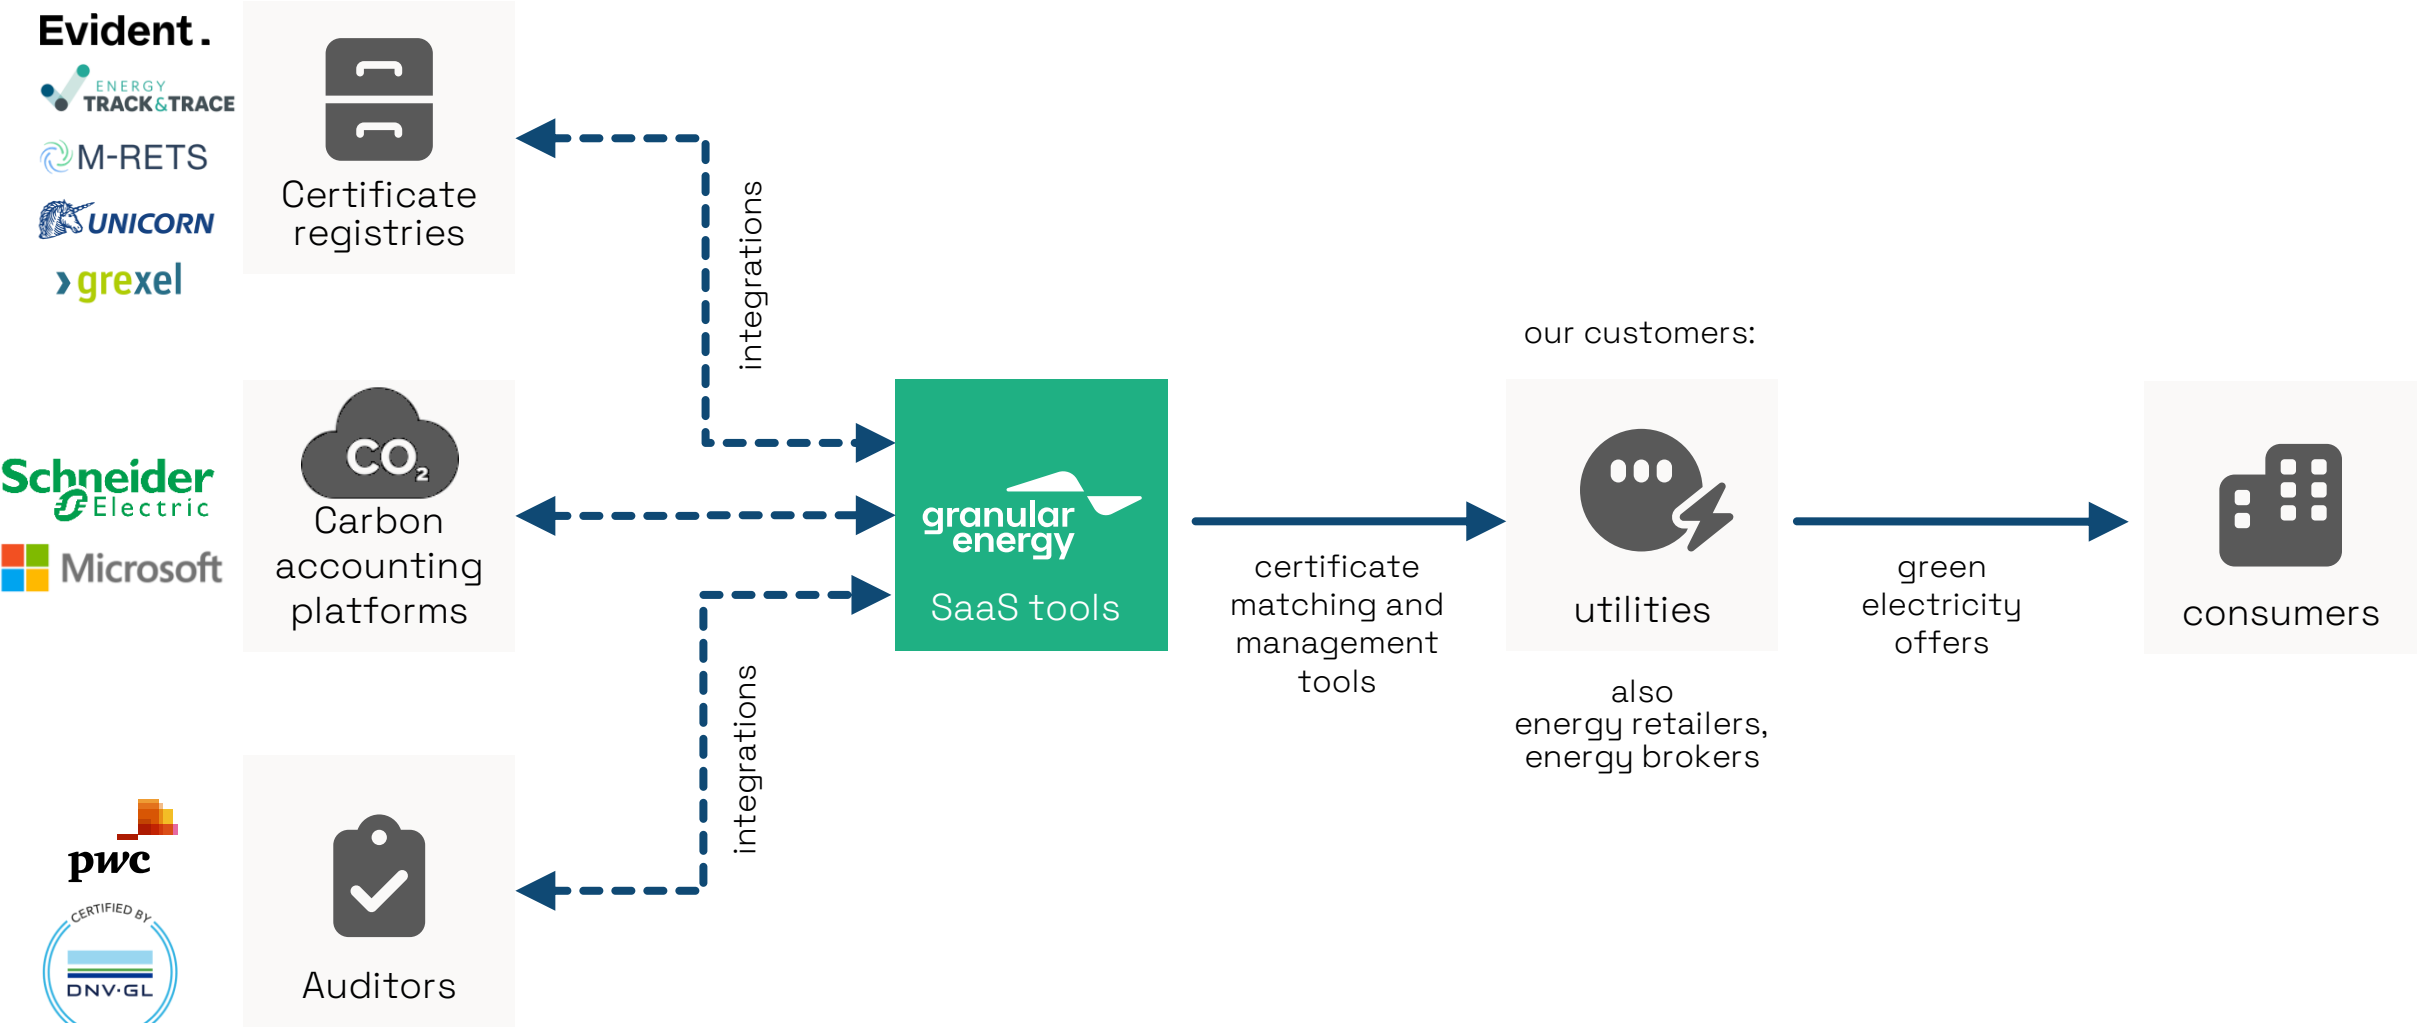 Evident.
ENERGY
TRACK&TRACE
M-RETS
UNICORN
grexel
Certificate
registries
integrations
Schneider
Electric
Microsoft
CO2
Carbon
accounting
platforms
pwc
CERTIFIED BY
DNV·GL
Auditors
integrations
granular
energy
SaaS tools
certificate
matching and
management
tools
our customers:
utilities
also
energy retailers,
energy brokers
green
electricity
offers
consumers